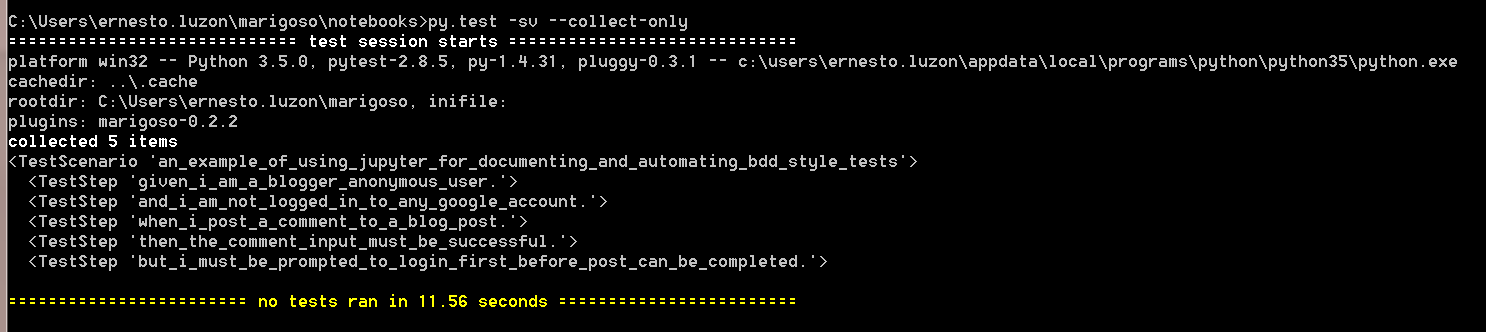 C:\Users\ernesto.luzon\marigoso\notebooks>py.test -sv --collect-only
============================= test session starts =============================
platform win32 -- Python 3.5.0, pytest-2.8.5, py-1.4.31, pluggy-0.3.1 -- c:\users\ernesto.luzon\appdata\local\programs\python\python35\python.exe
cachedir: ..\.cache
rootdir: C:\Users\ernesto.luzon\marigoso, inifile:
plugins: marigoso-0.2.2
collected 5 items
<TestScenario 'an_example_of_using_jupyter_for_documenting_and_automating_bdd_style_tests'>
  <TestStep 'given_i_am_a_blogger_anonymous_user.'>
  <TestStep 'and_i_am_not_logged_in_to_any_google_account.'>
  <TestStep 'when_i_post_a_comment_to_a_blog_post.'>
  <TestStep 'then_the_comment_input_must_be_successful.'>
  <TestStep 'but_i_must_be_prompted_to_login_first_before_post_can_be_completed.'>
======================== no tests ran in 11.56 seconds ========================